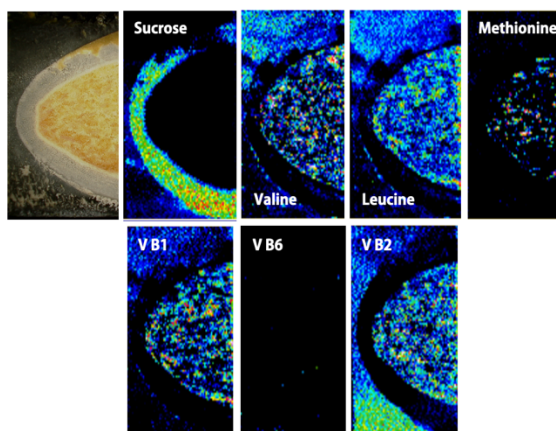 Sucrose
Methionine
Valine
Leucine
V B1
V B6
V B2